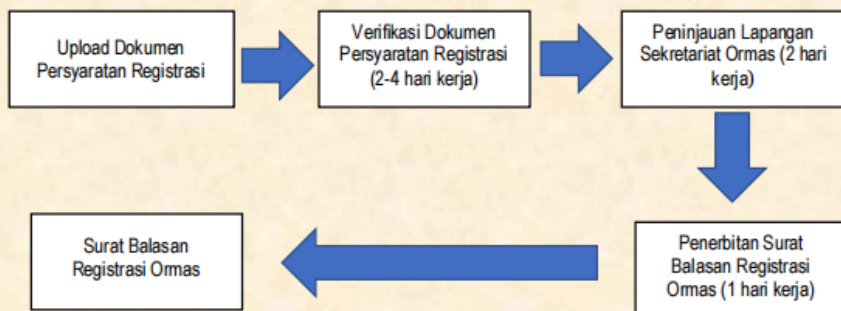 Upload Dokumen
Persyaratan Registrasi
Verifikasi Dokumen
Persyaratan Registrasi
(2-4 hari kerja)
Peninjauan Lapangan
Sekretariat Ormas (2 hari
kerja)
Penerbitan Surat
Balasan Registrasi
Ormas (1 hari kerja)
Surat Balasan
Registrasi Ormas